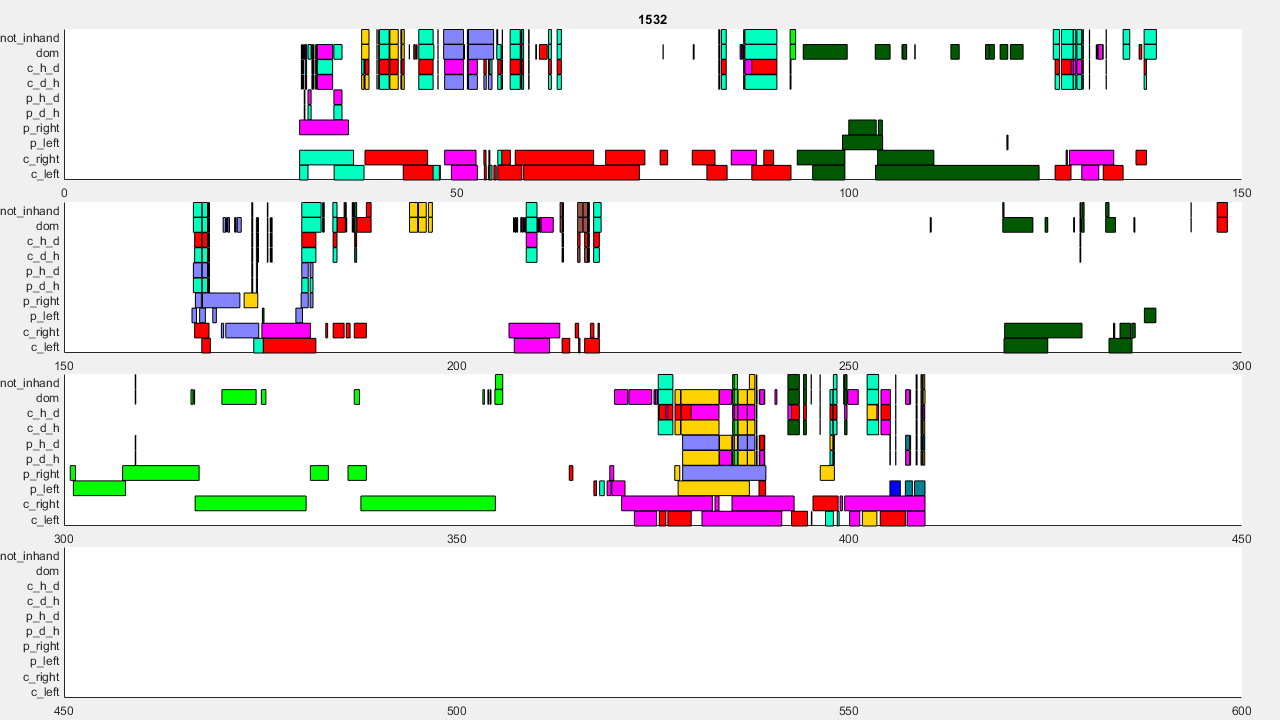 1532
not_inhand
dom
c_h_d
c_d_h
p_h_d
p_d_h
p_right
p_left
c_right
c_left
0 50 100 150
not_inhand
dom
c_h_d
c_d_h
p_h_d
p_d_h
p_right
p_left
c_right
c_left
150 200 250 300
not_inhand
dom
c_h_d
c_d_h
p_h_d
p_d_h
p_right
p_left
c_right
c_left
300 350 400 450
not_inhand
dom
c_h_d
c_d_h
p_h_d
p_d_h
p_right
p_left
c_right
c_left
450 500 550 600